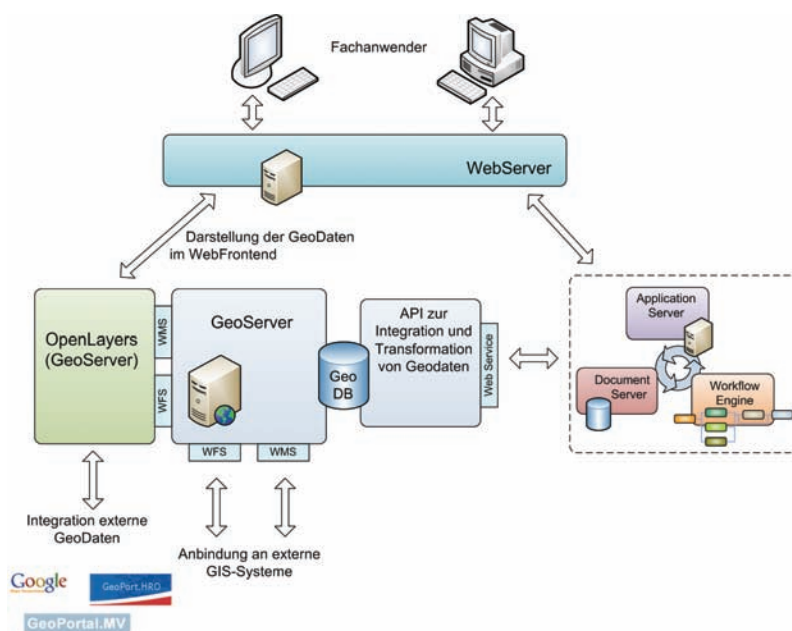 Fachanwender
WebServer
Darstellung der GeoDaten
im WebFrontend
OpenLayers
(GeoServer)
WMS
WFS
GeoServer
WFS
WMS
Geo
DB
API zur
Integration und
Transformation
von Geodaten
Web Service
Application
Server
Document
Server
Workflow
Engine
Integration externe
GeoDaten
Anbindung an externe
GIS-Systeme
Google
GeoPort.HRO
GeoPortal.MV